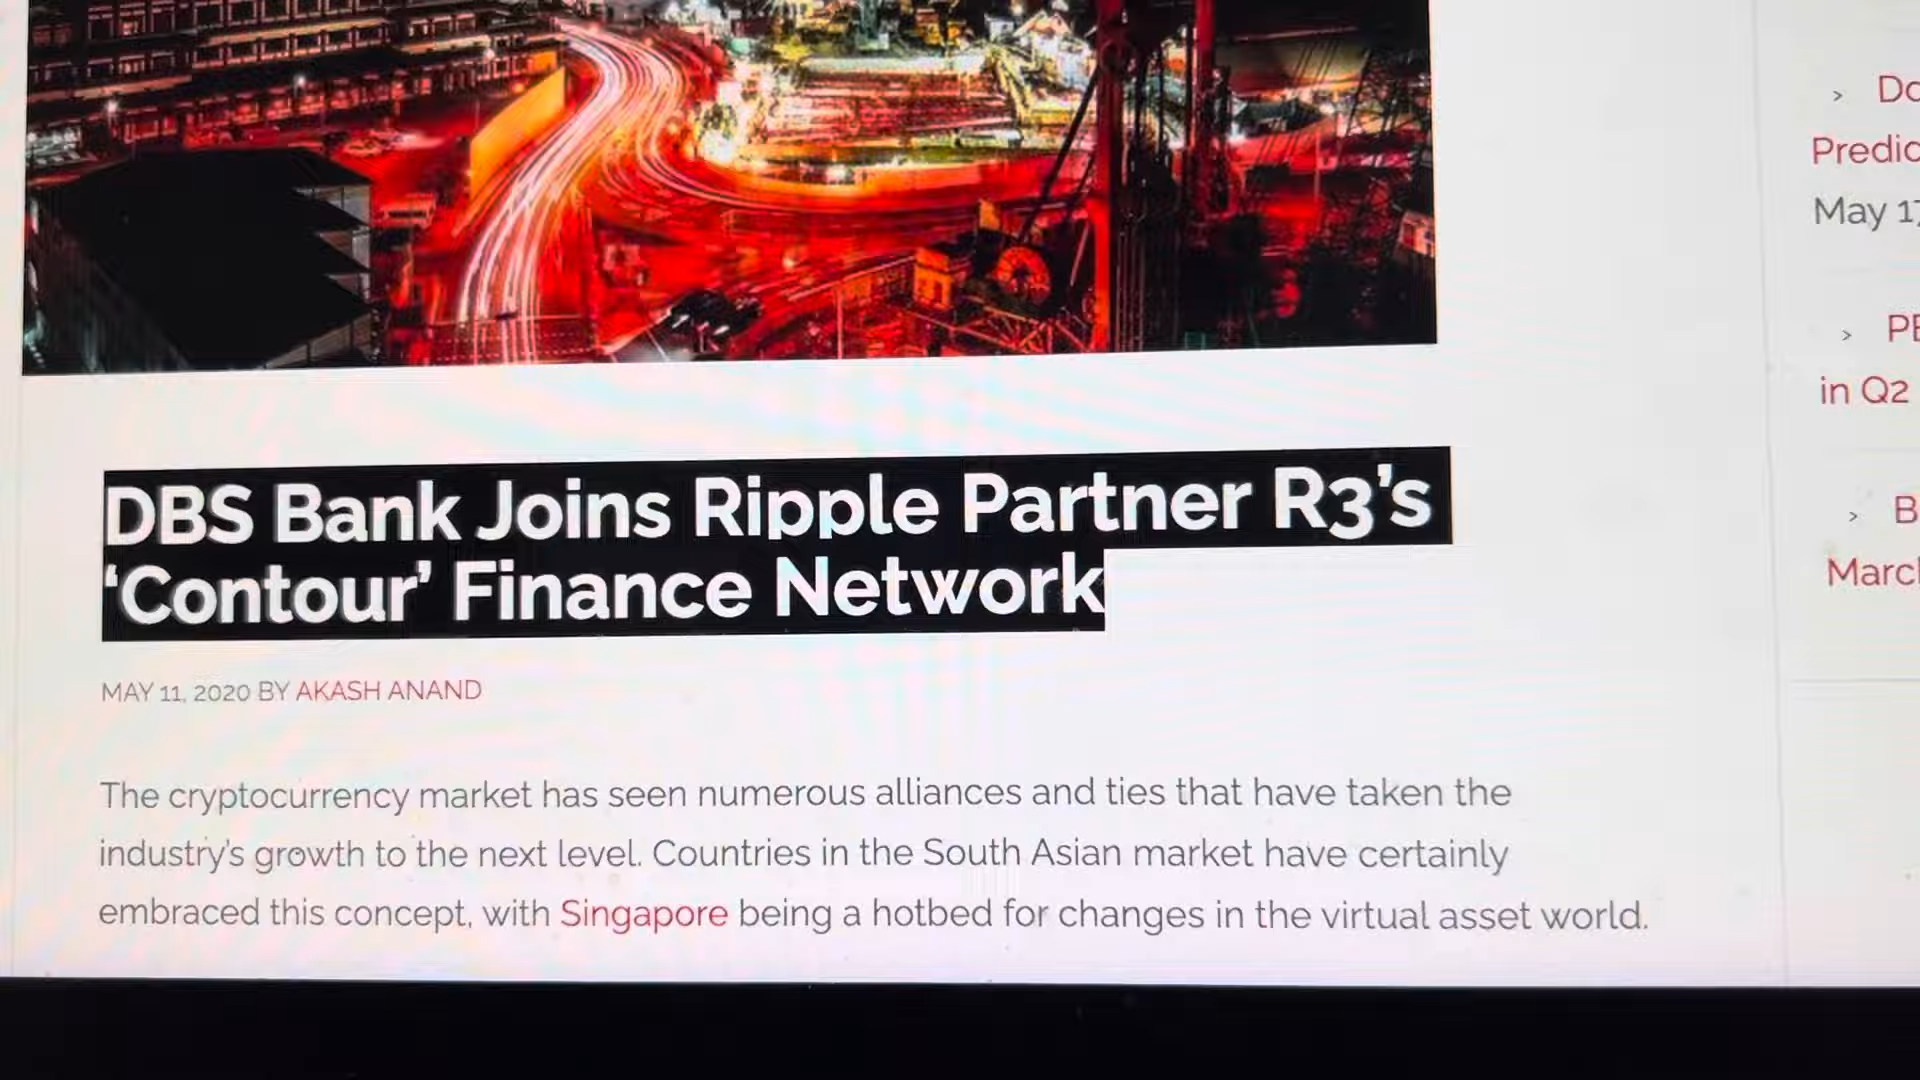 DBS Bank Joins Ripple Partner R3's
'Contour' Finance Network
MAY 11, 2020 BY AKASH ANAND
The cryptocurrency market has seen numerous alliances and ties that have taken the
industry's growth to the next level. Countries in the South Asian market have certainly
embraced this concept, with Singapore being a hotbed for changes in the virtual asset world.
May 17
in Q2